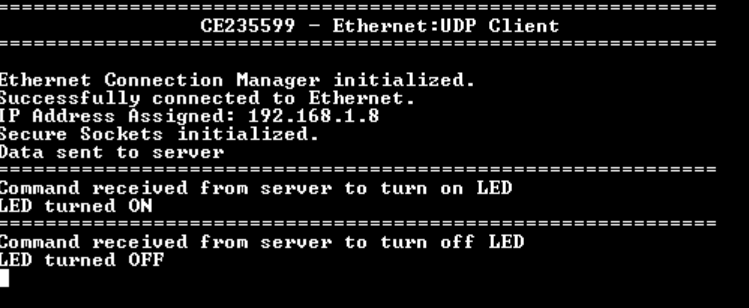 ============================================================
CE235599 - Ethernet:UDP Client
============================================================
Ethernet Connection Manager initialized.
Successfully connected to Ethernet.
IP Address Assigned: 192.168.1.8
Secure Sockets initialized.
Data sent to server
============================================================
Command received from server to turn on LED
LED turned ON
============================================================
Command received from server to turn off LED
LED turned OFF